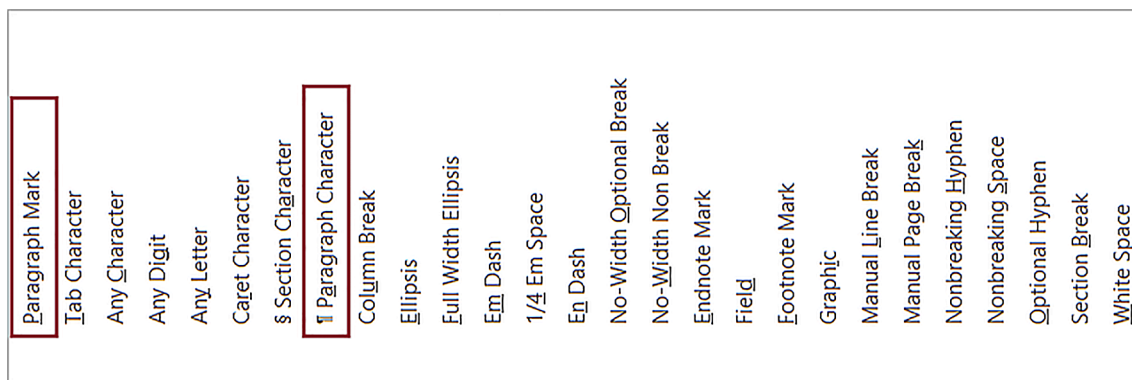 Paragraph Mark
Tab Character
Any Character
Any Digit
Any Letter
Caret Character
§ Section Character
¶ Paragraph Character
Column Break
Ellipsis
Full Width Ellipsis
Em Dash
1/4 Em Space
En Dash
No-Width Optional Break
No-Width Non Break
Endnote Mark
Field
Footnote Mark
Graphic
Manual Line Break
Manual Page Break
Nonbreaking Hyphen
Nonbreaking Space
Optional Hyphen
Section Break
White Space